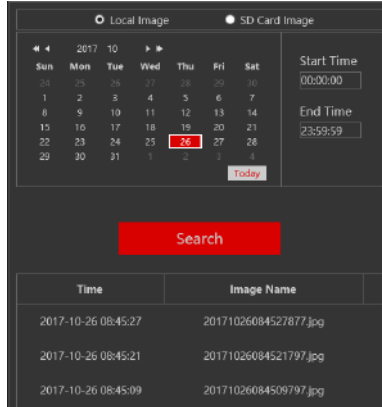 Local Image SD Card Image
2017 10
Sun Mon Tue Wed Thu Fri Sat
24 25 26 27 28 29 30
1 2 3 4 5 6 7
8 9 10 11 12 13 14
15 16 17 18 19 20 21
22 23 24 25 26 27 28
29 30 31 1 2 3 4
Today
Start Time
00:00:00
End Time
23:59:59
Search
Time Image Name
2017-10-26 08:45:27 20171026084527877.jpg
2017-10-26 08:45:21 20171026084521797.jpg
2017-10-26 08:45:09 20171026084509797.jpg